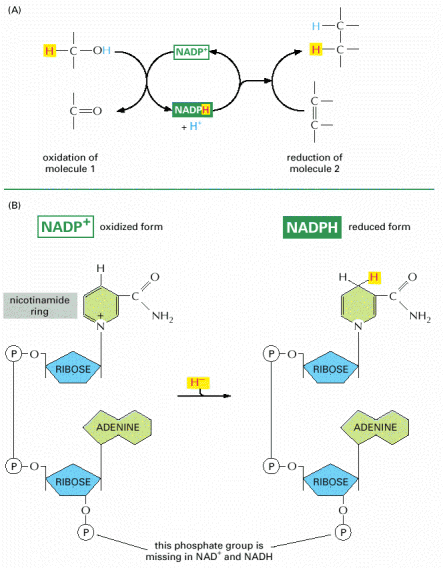 (A)
H—C—OH
NADP⁺
H—C—
H—C—
C=O
NADPH
+ H⁺
C
C
oxidation of
molecule 1
reduction of
molecule 2
(B)
NADP⁺ oxidized form
NADPH reduced form
H
O
C
NH₂
nicotinamide
ring
+
N
H H
O
C
NH₂
N
P O
RIBOSE
P O
RIBOSE
H⁻
ADENINE
ADENINE
P O
RIBOSE
P O
RIBOSE
O
O
P
P
this phosphate group is
missing in NAD⁺ and NADH